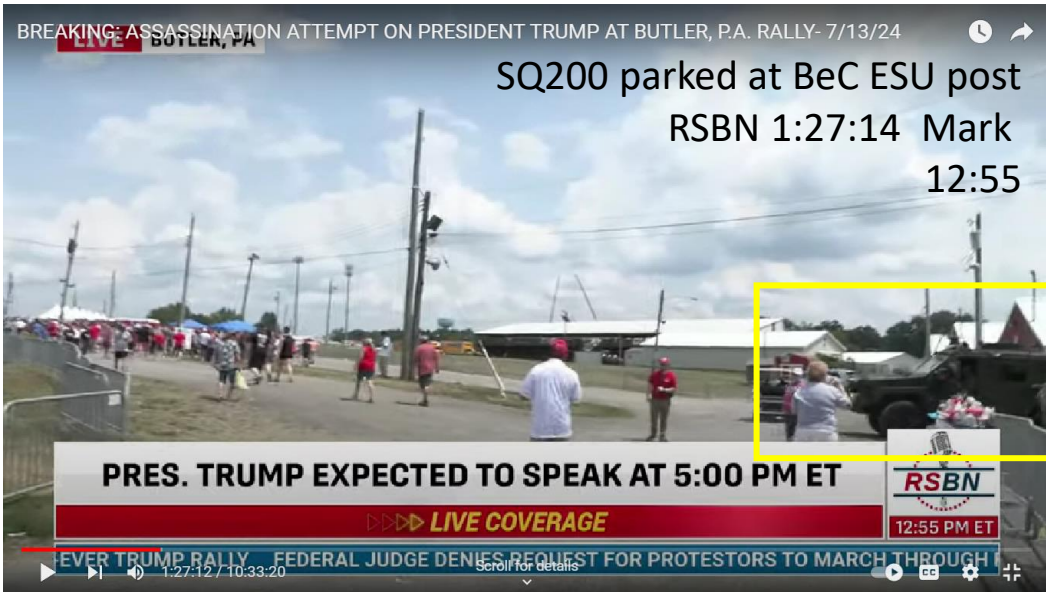 BREAKING: ASSASSINATION ATTEMPT ON PRESIDENT TRUMP AT BUTLER, P.A. RALLY- 7/13/24
LIVE BUTLER, PA
SQ200 parked at BeC ESU post
RSBN 1:27:14 Mark
12:55
PRES. TRUMP EXPECTED TO SPEAK AT 5:00 PM ET
RSBN
LIVE COVERAGE
12:55 PM ET
EVER TRUMP RALLY FEDERAL JUDGE DENIES REQUEST FOR PROTESTORS TO MARCH THROUGH
Scroll for details
1:27:12 / 10:33:20
CC